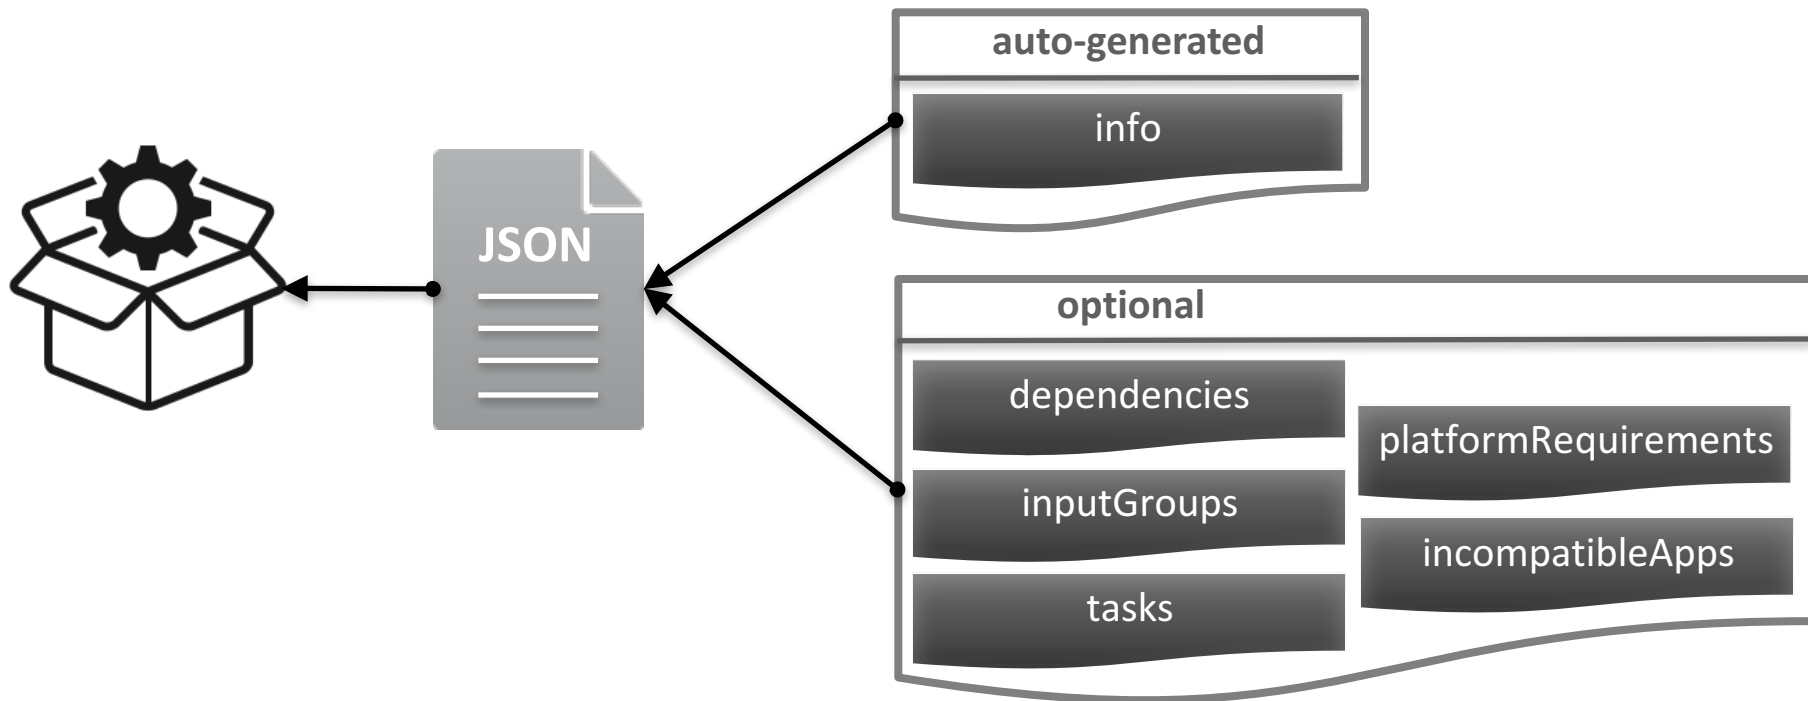 auto-generated
info
JSON
optional
dependencies
platformRequirements
inputGroups
incompatibleApps
tasks